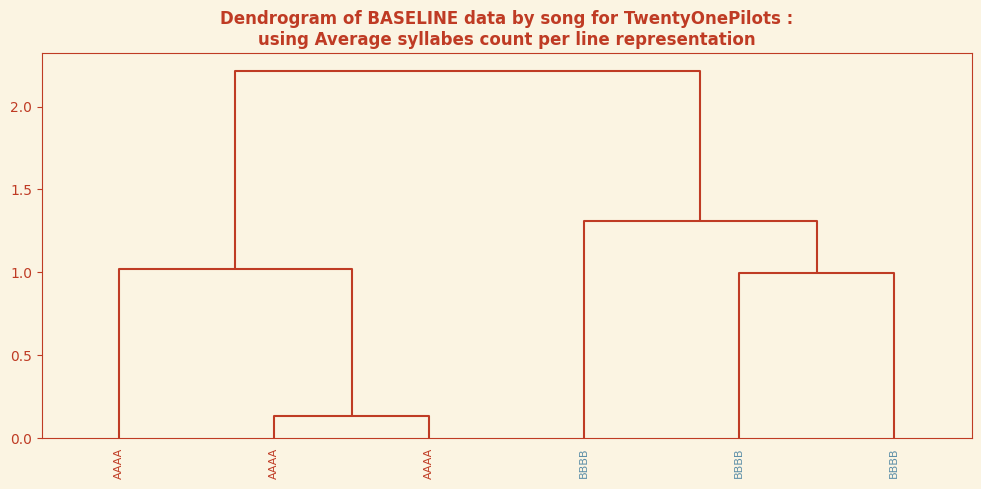 Dendrogram of BASELINE data by song for TwentyOnePilots :
using Average syllabes count per line representation
2.0
1.5
1.0
0.5
0.0
AAAA
AAAA
AAAA
BBBB
BBBB
BBBB